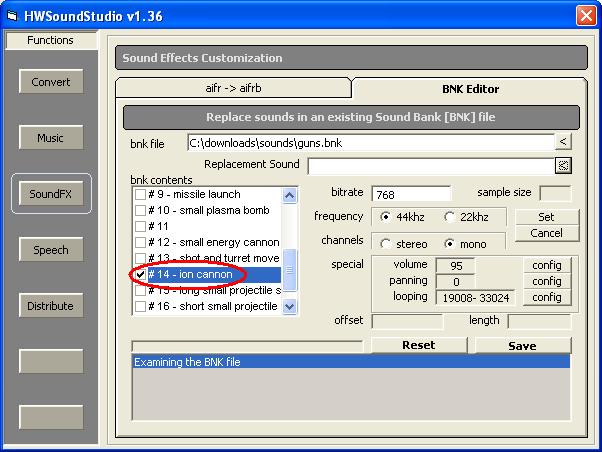 HWSoundStudio v1.36
Functions
Convert
Music
SoundFX
Speech
Distribute
Sound Effects Customization
aifr -> aifrb
BNK Editor
Replace sounds in an existing Sound Bank [BNK] file
bnk file C:\downloads\sounds\guns.bnk <
Replacement Sound
bnk contents
# 9 - missile launch
# 10 - small plasma bomb
# 11
# 12 - small energy cannon
# 13 - shot and turret move
# 14 - ion cannon
# 15 - long small projectile s
# 16 - short small projectile
bitrate 768 sample size
frequency 44khz 22khz
channels stereo mono
Set
Cancel
special volume 95 config
panning 0 config
looping 19008- 33024 config
offset length
Reset Save
Examining the BNK file